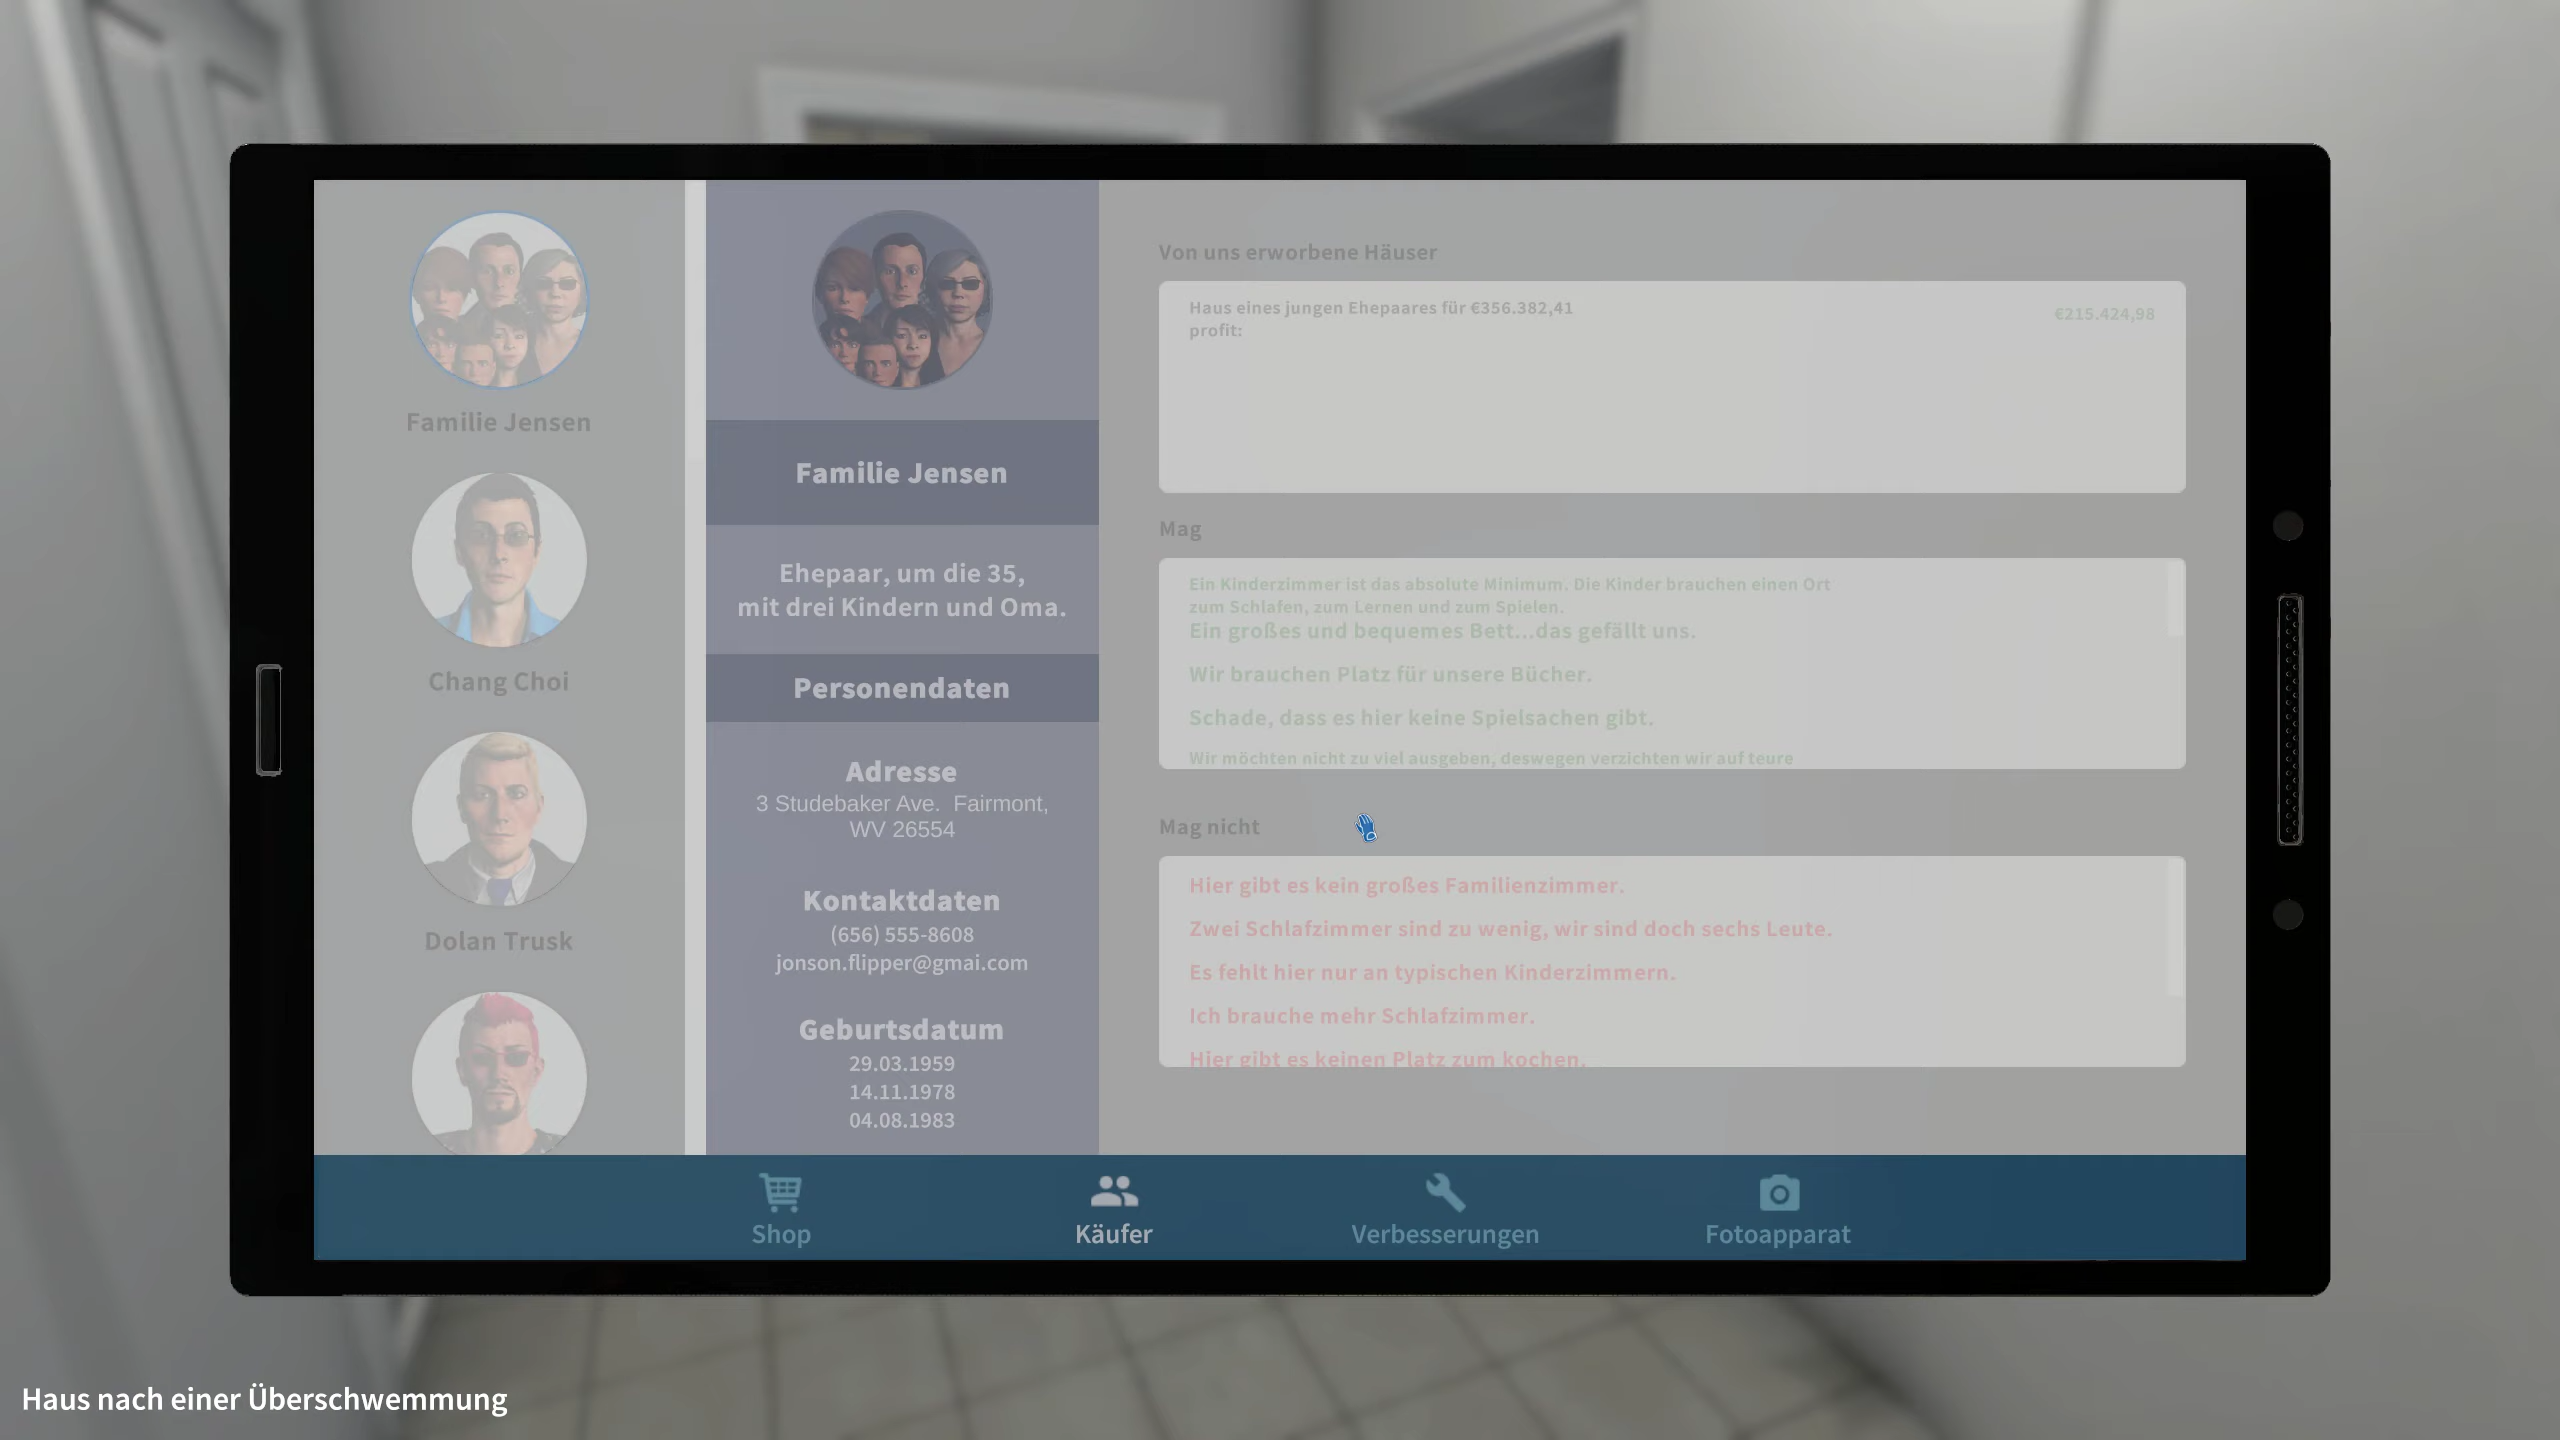 Familie Jensen
Chang Choi
Dolan Trusk
Familie Jensen
Ehepaar, um die 35,
mit drei Kindern und Oma.
Personendaten
Adresse
3 Studebaker Ave.  Fairmont,
WV 26554
Kontaktdaten
(656) 555-8608
jonson.flipper@gmai.com
Geburtsdatum
29.03.1959
14.11.1978
04.08.1983
Von uns erworbene Häuser
Haus eines jungen Ehepaares für €356.382,41
profit:
€215.424,98
Mag
Ein Kinderzimmer ist das absolute Minimum. Die Kinder brauchen einen Ort
zum Schlafen, zum Lernen und zum Spielen.
Ein großes und bequemes Bett...das gefällt uns.
Wir brauchen Platz für unsere Bücher.
Schade, dass es hier keine Spielsachen gibt.
Wir möchten nicht zu viel ausgeben, deswegen verzichten wir auf teure
Mag nicht
Hier gibt es kein großes Familienzimmer.
Zwei Schlafzimmer sind zu wenig, wir sind doch sechs Leute.
Es fehlt hier nur an typischen Kinderzimmern.
Ich brauche mehr Schlafzimmer.
Hier gibt es keinen Platz zum kochen.
Shop
Käufer
Verbesserungen
Fotoapparat
Haus nach einer Überschwemmung